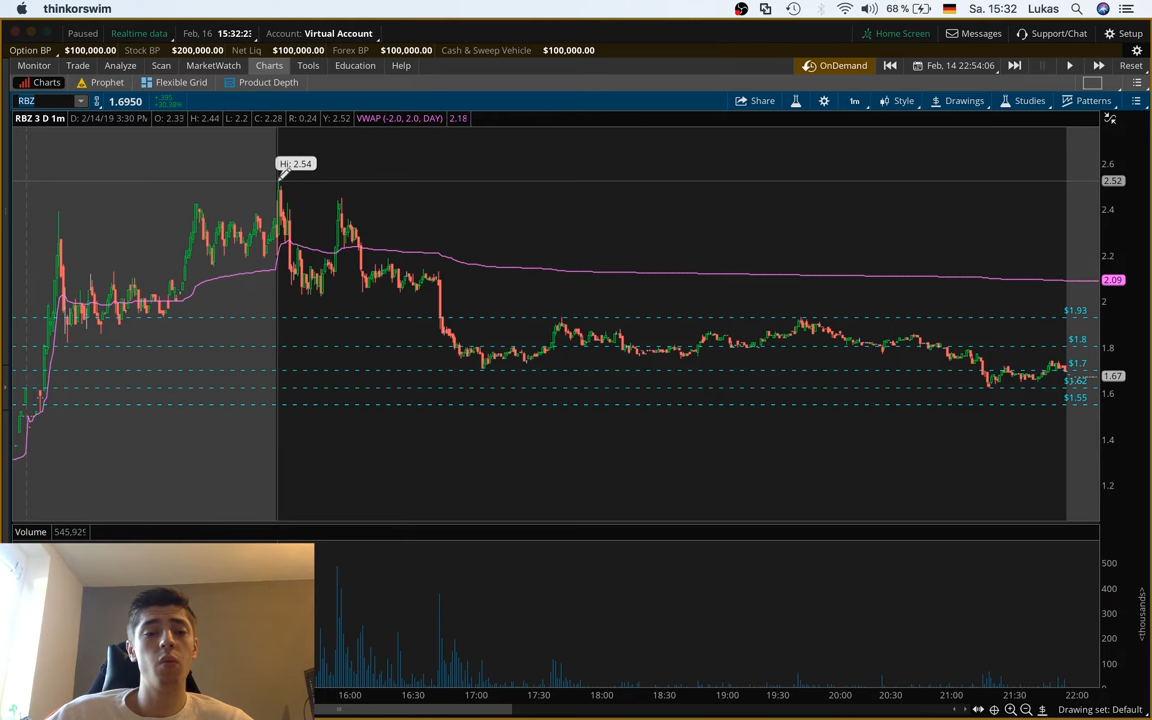 thinkorswim 68 % Sa. 15:32 Lukas
Paused Realtime data Feb, 16 15:32:23 Account: Virtual Account Home Screen Messages Support/Chat Setup
Option BP $100,000.00 Stock BP $200,000.00 Net Liq $100,000.00 Forex BP $100,000.00 Cash & Sweep Vehicle $100,000.00
Monitor Trade Analyze Scan MarketWatch Charts Tools Education Help OnDemand Feb, 14 22:54:06 Reset
Charts Prophet Flexible Grid Product Depth
RBZ 1.6950 +.395 +30.38% Share 1m Style Drawings Studies Patterns
RBZ 3 D 1m D: 2/14/19 3:30 PM O: 2.33 H: 2.44 L: 2.2 C: 2.28 R: 0.24 Y: 2.52 VWAP (-2.0, 2.0, DAY) 2.18
Hi: 2.54
2.6
2.52
2.4
2.2
2.09
2
$1.93
$1.8
1.8
$1.7
1.67
$1.62
1.6
$1.55
1.4
1.2
Volume 545,929
500
400
300
200
100
<thousands>
16:00 16:30 17:00 17:30 18:00 18:30 19:00 19:30 20:00 20:30 21:00 21:30 22:00
Drawing set: Default